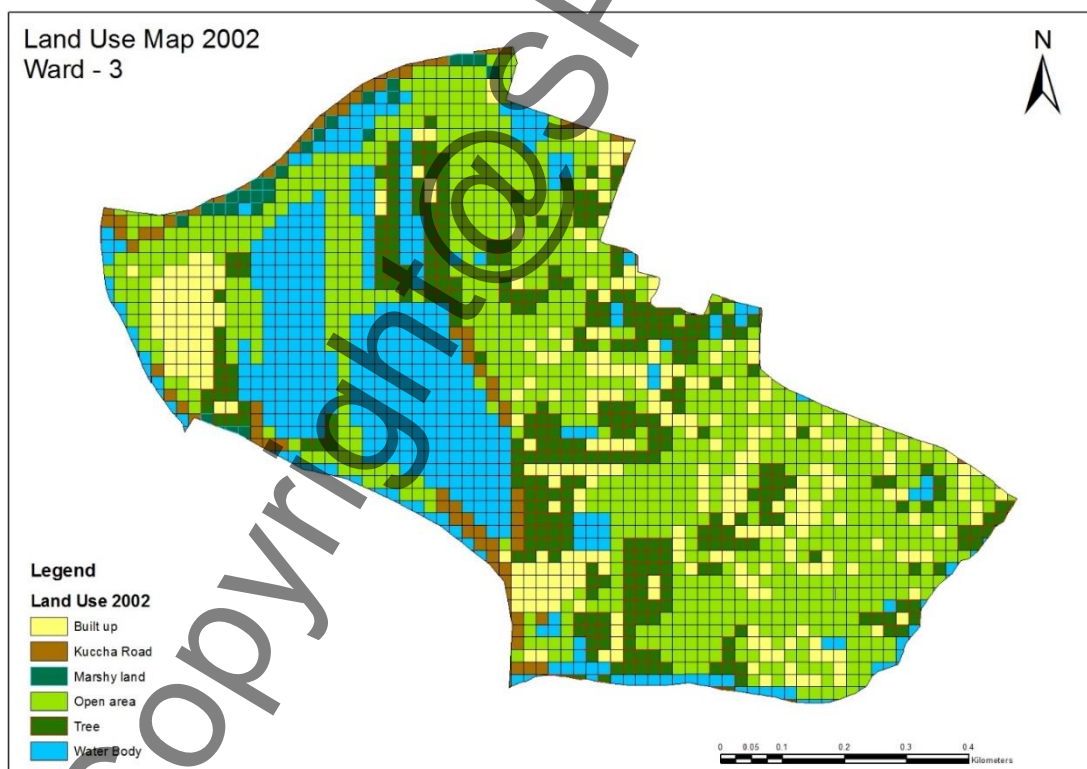 Land Use Map 2002
Ward - 3
N
Copyright@SP
Legend
Land Use 2002
Built up
Kuccha Road
Marshy land
Open area
Tree
Water Body
0 0.05 0.1 0.2 0.3 0.4
Kilometers